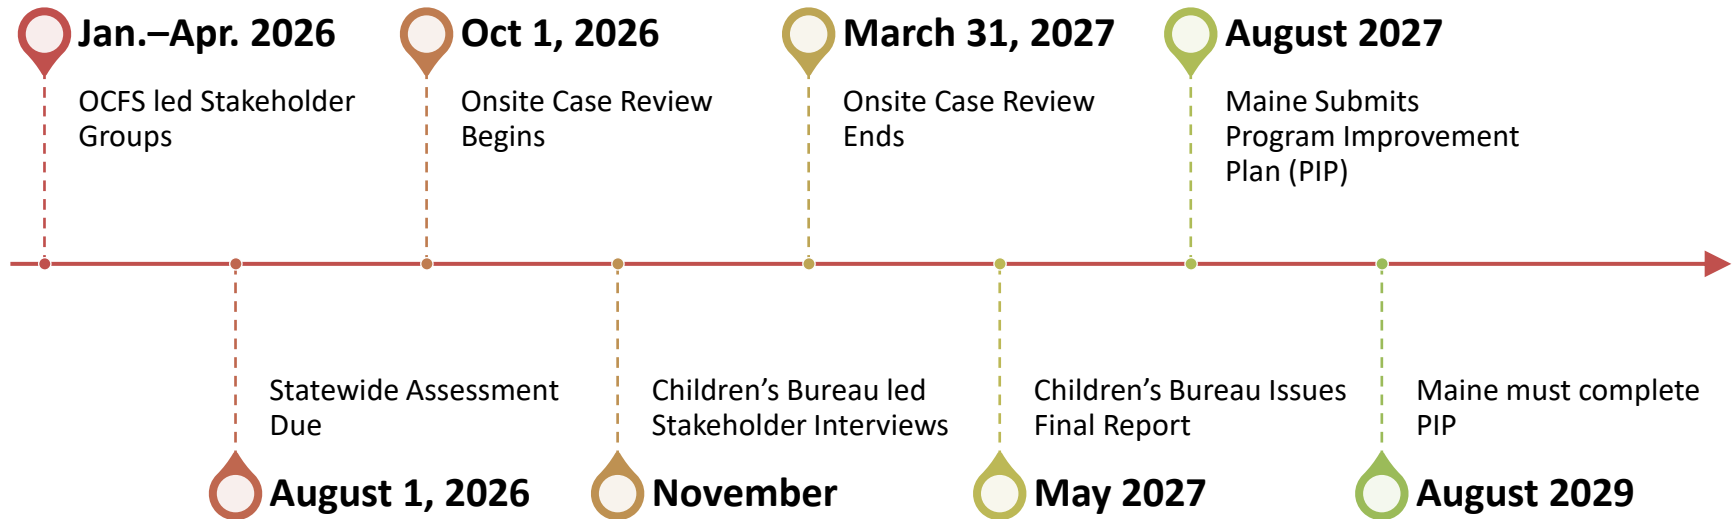 Jan.–Apr. 2026
OCFS led Stakeholder
Groups
Oct 1, 2026
Onsite Case Review
Begins
March 31, 2027
Onsite Case Review
Ends
August 2027
Maine Submits
Program Improvement
Plan (PIP)
Statewide Assessment
Due
August 1, 2026
Children’s Bureau led
Stakeholder Interviews
November
Children’s Bureau Issues
Final Report
May 2027
Maine must complete
PIP
August 2029